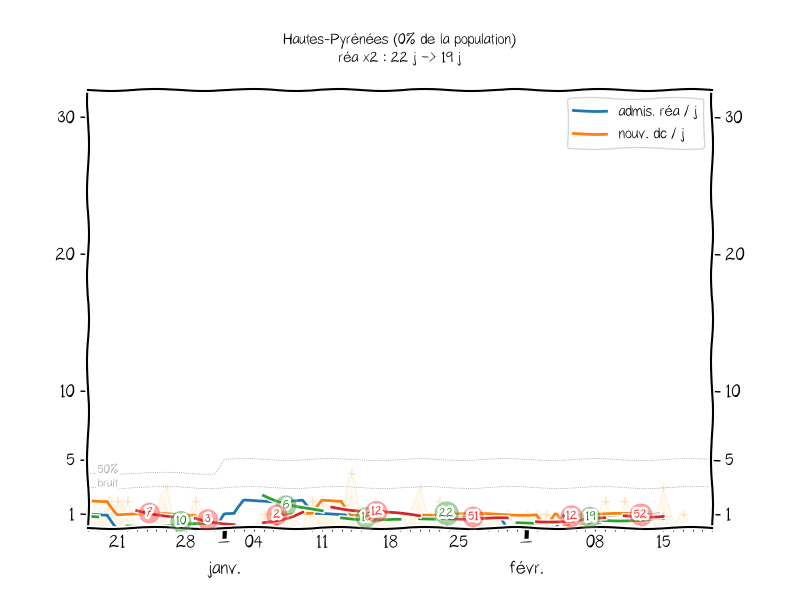 Hautes-Pyrénées (0% de la population)
réa x2 : 22 j -> 19 j
admis. réa / j
nouv. dc / j
30 30
20 20
10 10
5 5
50%
bruit
1 1
7 10 3 2 6 12 22 51 12 19 52
21 28 04 11 18 25 08 15
janv. févr.